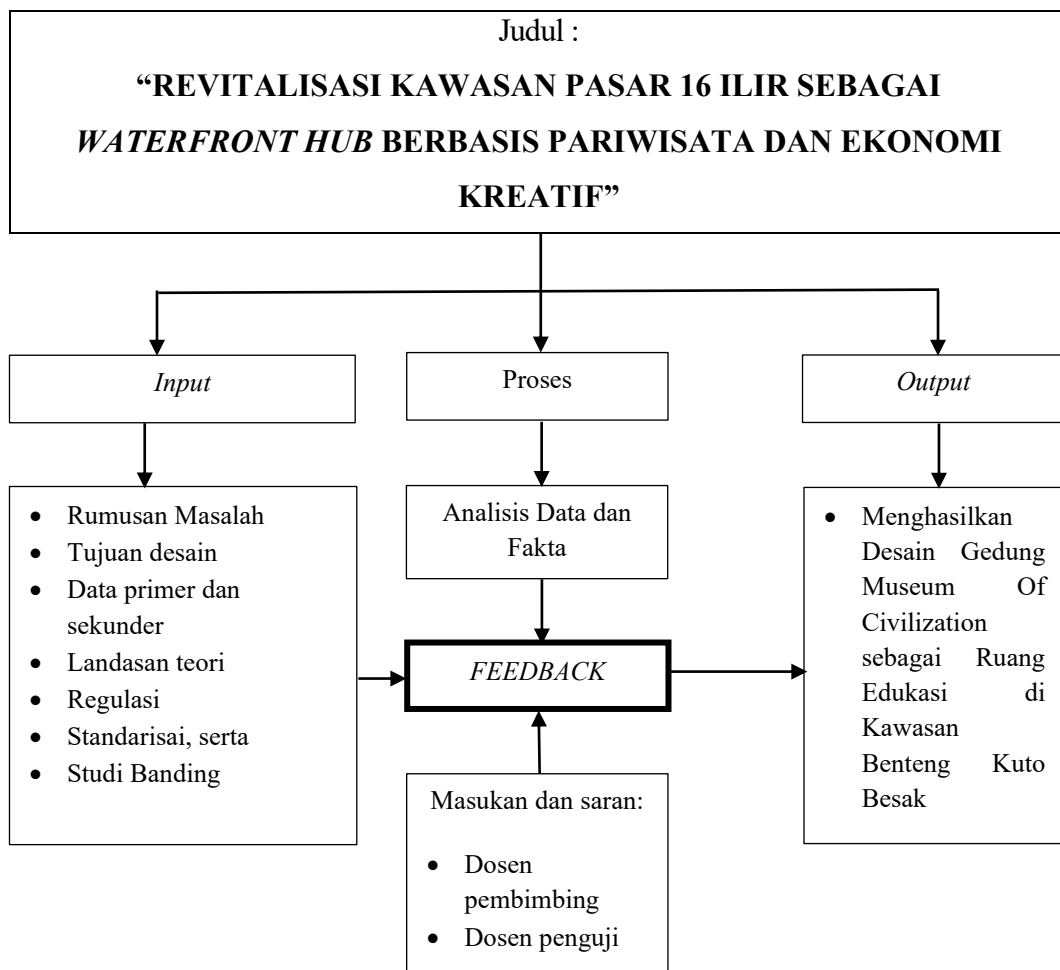 Judul :
“REVITALISASI KAWASAN PASAR 16 ILIR SEBAGAI
WATERFRONT HUB BERBASIS PARIWISATA DAN EKONOMI
KREATIF”
Input
Proses
Output
• Rumusan Masalah
• Tujuan desain
• Data primer dan
sekunder
• Landasan teori
• Regulasi
• Standarisai, serta
• Studi Banding
Analisis Data dan
Fakta
FEEDBACK
Masukan dan saran:
• Dosen
pembimbing
• Dosen penguji
• Menghasilkan
Desain Gedung
Museum Of
Civilization
sebagai Ruang
Edukasi di
Kawasan
Benteng Kuto
Besak